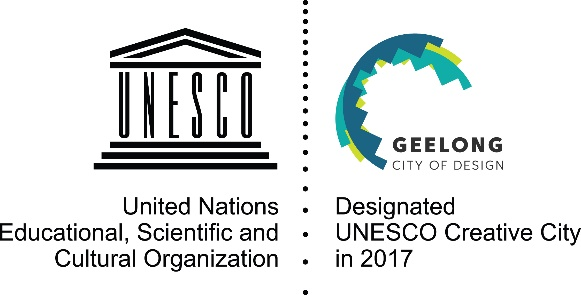 UNESCO
United Nations
Educational, Scientific and
Cultural Organization
GEELONG
CITY OF DESIGN
Designated
UNESCO Creative City
in 2017